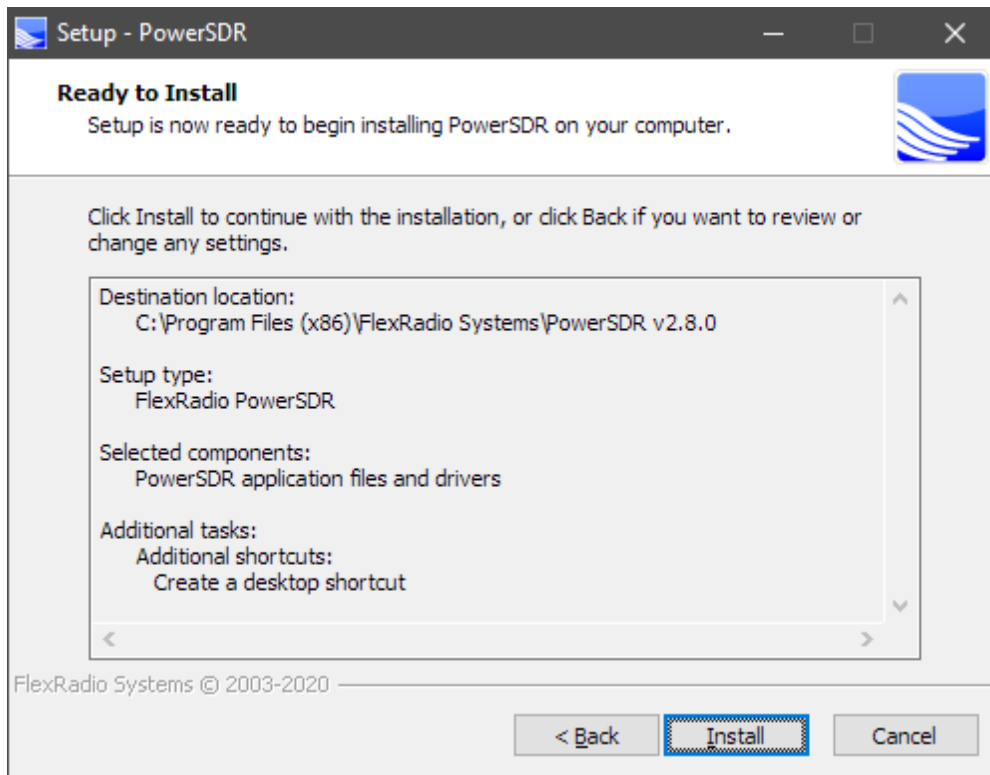 Setup - PowerSDR
Ready to Install
Setup is now ready to begin installing PowerSDR on your computer.
Click Install to continue with the installation, or click Back if you want to review or
change any settings.
Destination location:
C:\Program Files (x86)\FlexRadio Systems\PowerSDR v2.8.0
Setup type:
FlexRadio PowerSDR
Selected components:
PowerSDR application files and drivers
Additional tasks:
Additional shortcuts:
Create a desktop shortcut
FlexRadio Systems © 2003-2020
< Back
Install
Cancel